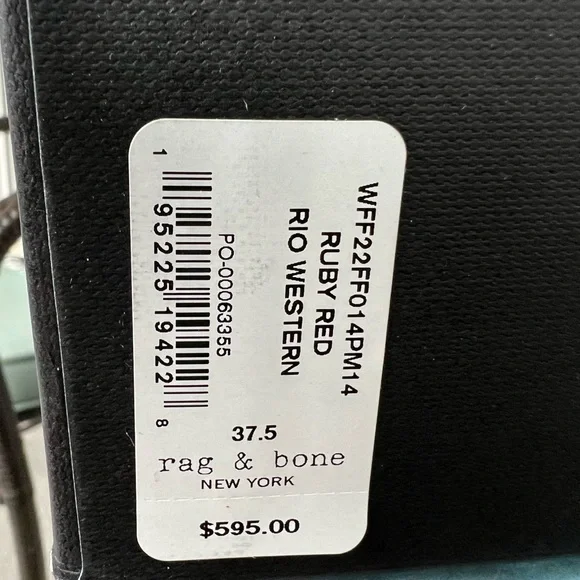 WFF22FF014PM14
RUBY RED
RIO WESTERN
PO-00063355
1 95225 19422 8
37.5
rag & bone
NEW YORK
$595.00